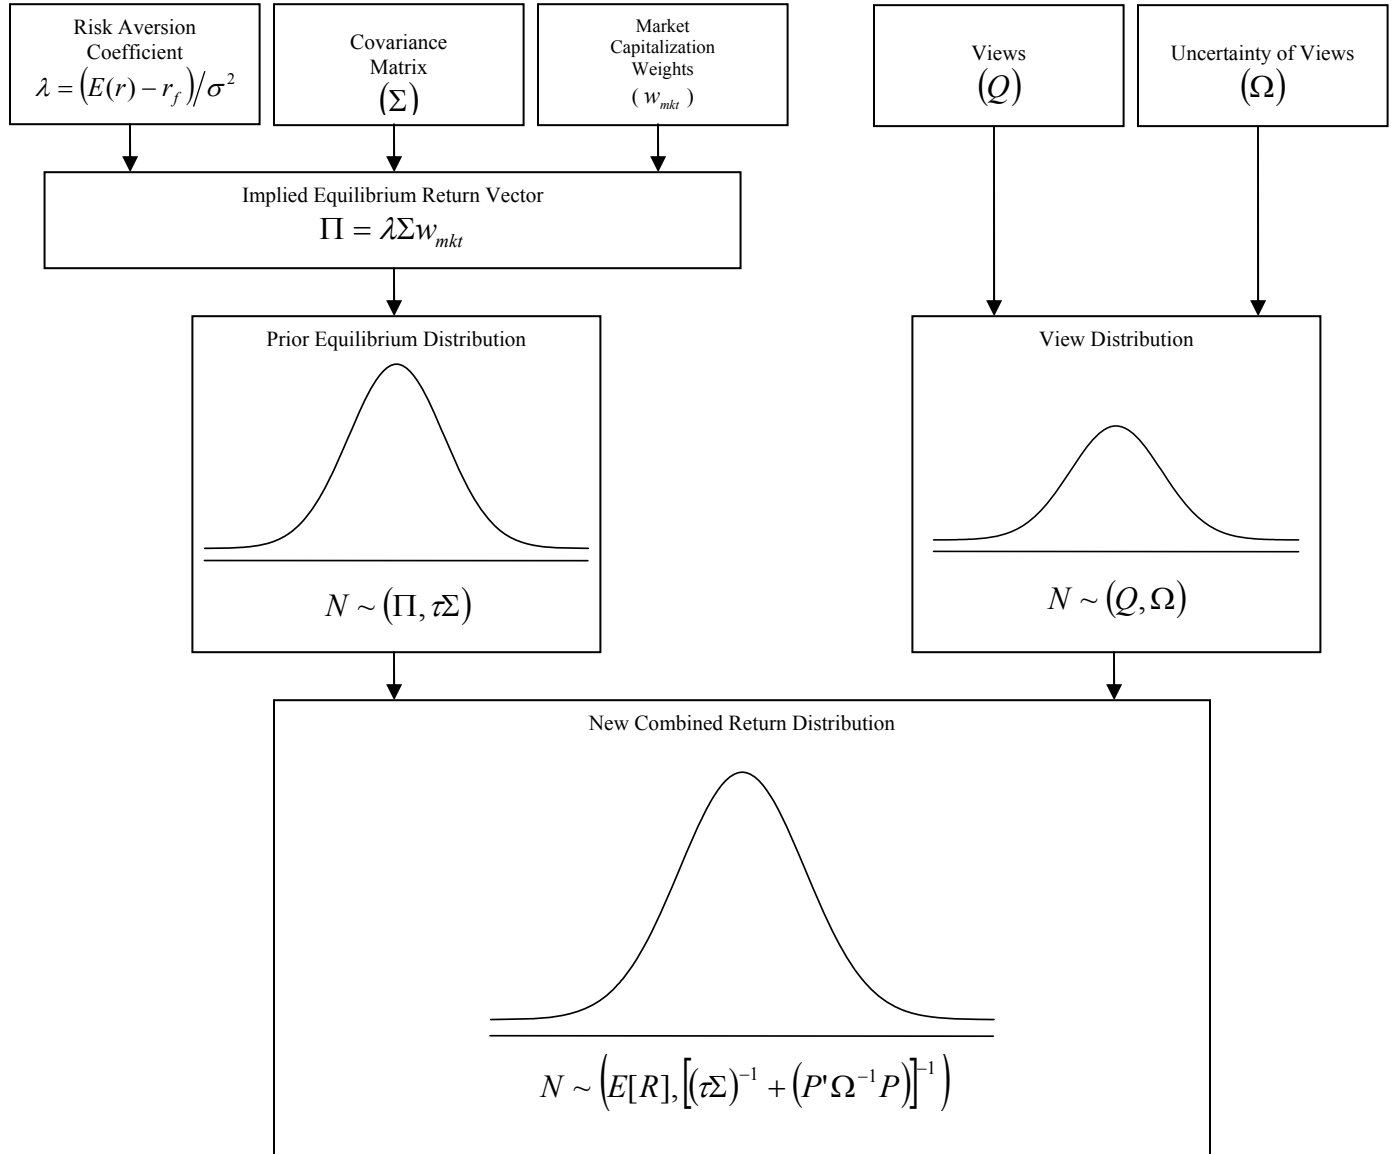 Risk Aversion
Coefficient
λ = (E(r) − r_f)/σ²
Covariance
Matrix
(Σ)
Market
Capitalization
Weights
( w_mkt )
Views
(Q)
Uncertainty of Views
(Ω)
Implied Equilibrium Return Vector
Π = λΣw_mkt
Prior Equilibrium Distribution
N ~ (Π, τΣ)
View Distribution
N ~ (Q, Ω)
New Combined Return Distribution
N ~ (E[R], [(τΣ)⁻¹ + (P'Ω⁻¹P)]⁻¹)